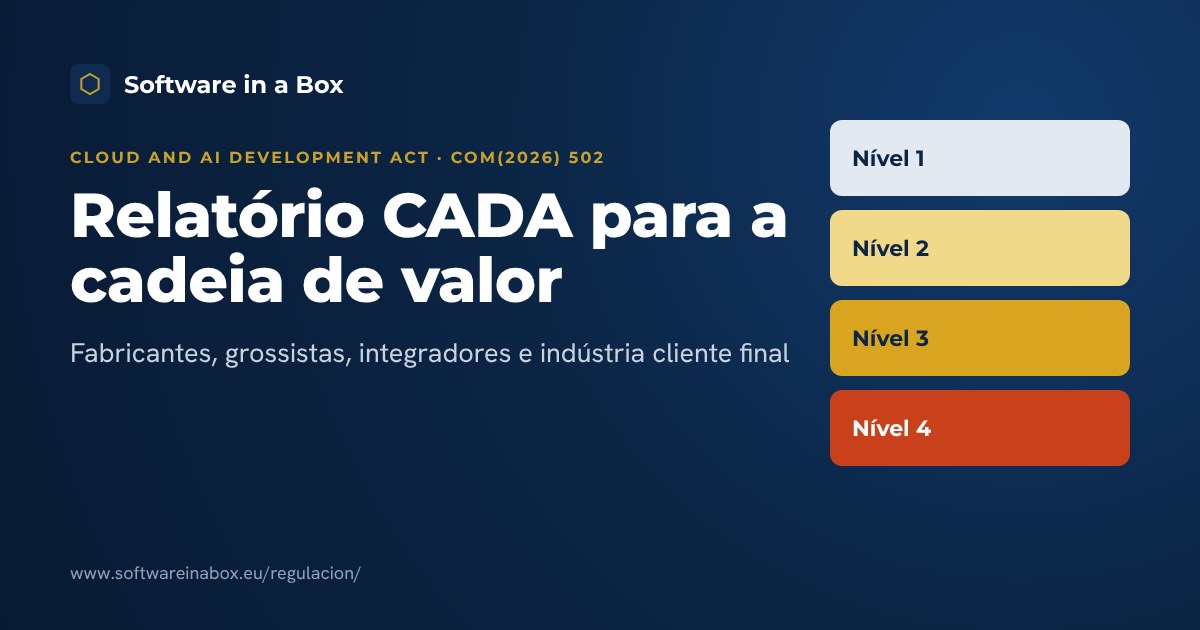 Software in a Box
CLOUD AND AI DEVELOPMENT ACT · COM(2026) 502
Relatório CADA para a
cadeia de valor
Fabricantes, grossistas, integradores e indústria cliente final
Nível 1
Nível 2
Nível 3
Nível 4
www.softwareinabox.eu/regulacion/